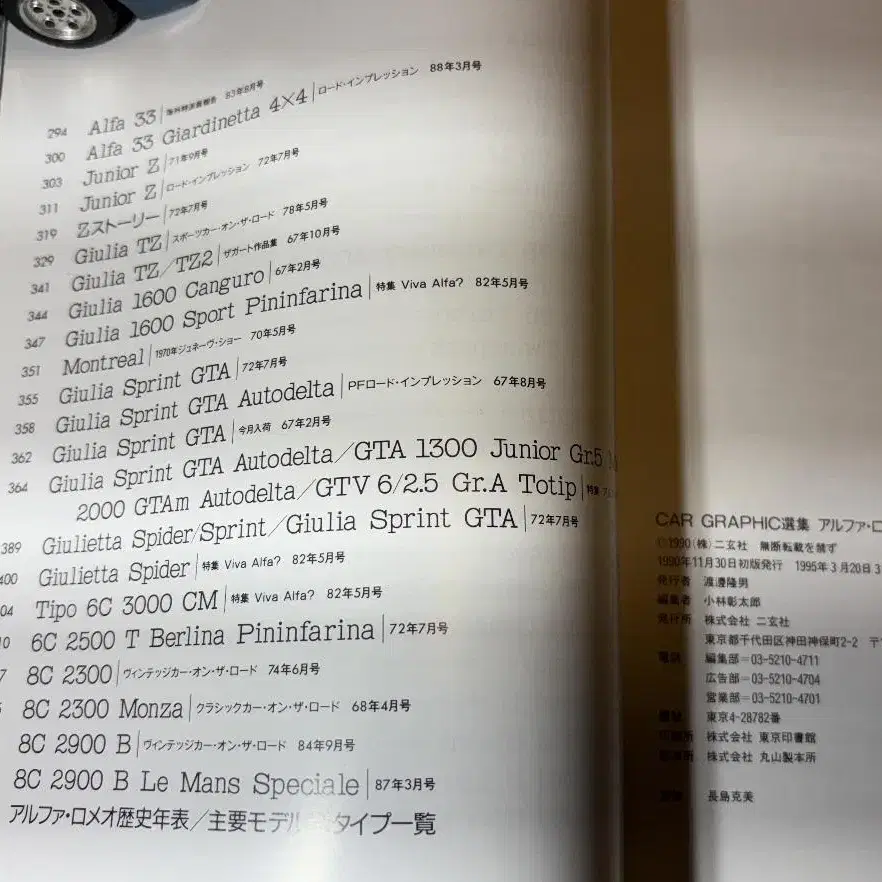 294 Alfa 33 83年8月号
300 Alfa 33 Giardinetta 4×4 ロード・インプレッション 88年3月号
303 Junior Z 71年9月号
311 Junior Z ロード・インプレッション 72年7月号
319 Zストーリー 72年7月号
329 Giulia TZ スポーツカー・オン・ザ・ロード 78年5月号
341 Giulia TZ/TZ2 ザガート作品集 67年10月号
344 Giulia 1600 Canguro 67年2月号
347 Giulia 1600 Sport Pininfarina 特集 Viva Alfa? 82年5月号
351 Montreal 1970年ジュネーヴ・ショー 70年5月号
355 Giulia Sprint GTA 72年7月号
358 Giulia Sprint GTA Autodelta PFロード・インプレッション 67年8月号
362 Giulia Sprint GTA 今月入荷 67年2月号
364 Giulia Sprint GTA Autodelta/GTA 1300 Junior Gr.5
2000 GTAm Autodelta/GTV 6/2.5 Gr.A Totip 特集
389 Giulietta Spider/Sprint/Giulia Sprint GTA 72年7月号
400 Giulietta Spider 特集 Viva Alfa? 82年5月号
04 Tipo 6C 3000 CM 特集 Viva Alfa? 82年5月号
10 6C 2500 T Berlina Pininfarina 72年7月号
7 8C 2300 ヴィンテッジカー・オン・ザ・ロード 74年6月号
8C 2300 Monza クラシックカー・オン・ザ・ロード 68年4月号
8C 2900 B ヴィンテッジカー・オン・ザ・ロード 84年9月号
8C 2900 B Le Mans Speciale 87年3月号
アルファ・ロメオ歴史年表/主要モデル タイプ一覧
CAR GRAPHIC選集 アルファ・ロ
©1990(株)二玄社 無断転載を禁ず
1990年11月30日初版発行 1995年3月20日3
発行者 渡邊隆男
編集者 小林彰太郎
発行所 株式会社 二玄社
東京都千代田区神田神保町2-2 〒
電話 編集部=03-5210-4711
広告部=03-5210-4704
営業部=03-5210-4701
東京4-28782番
株式会社 東京印書館
株式会社 丸山製本所
長島克美